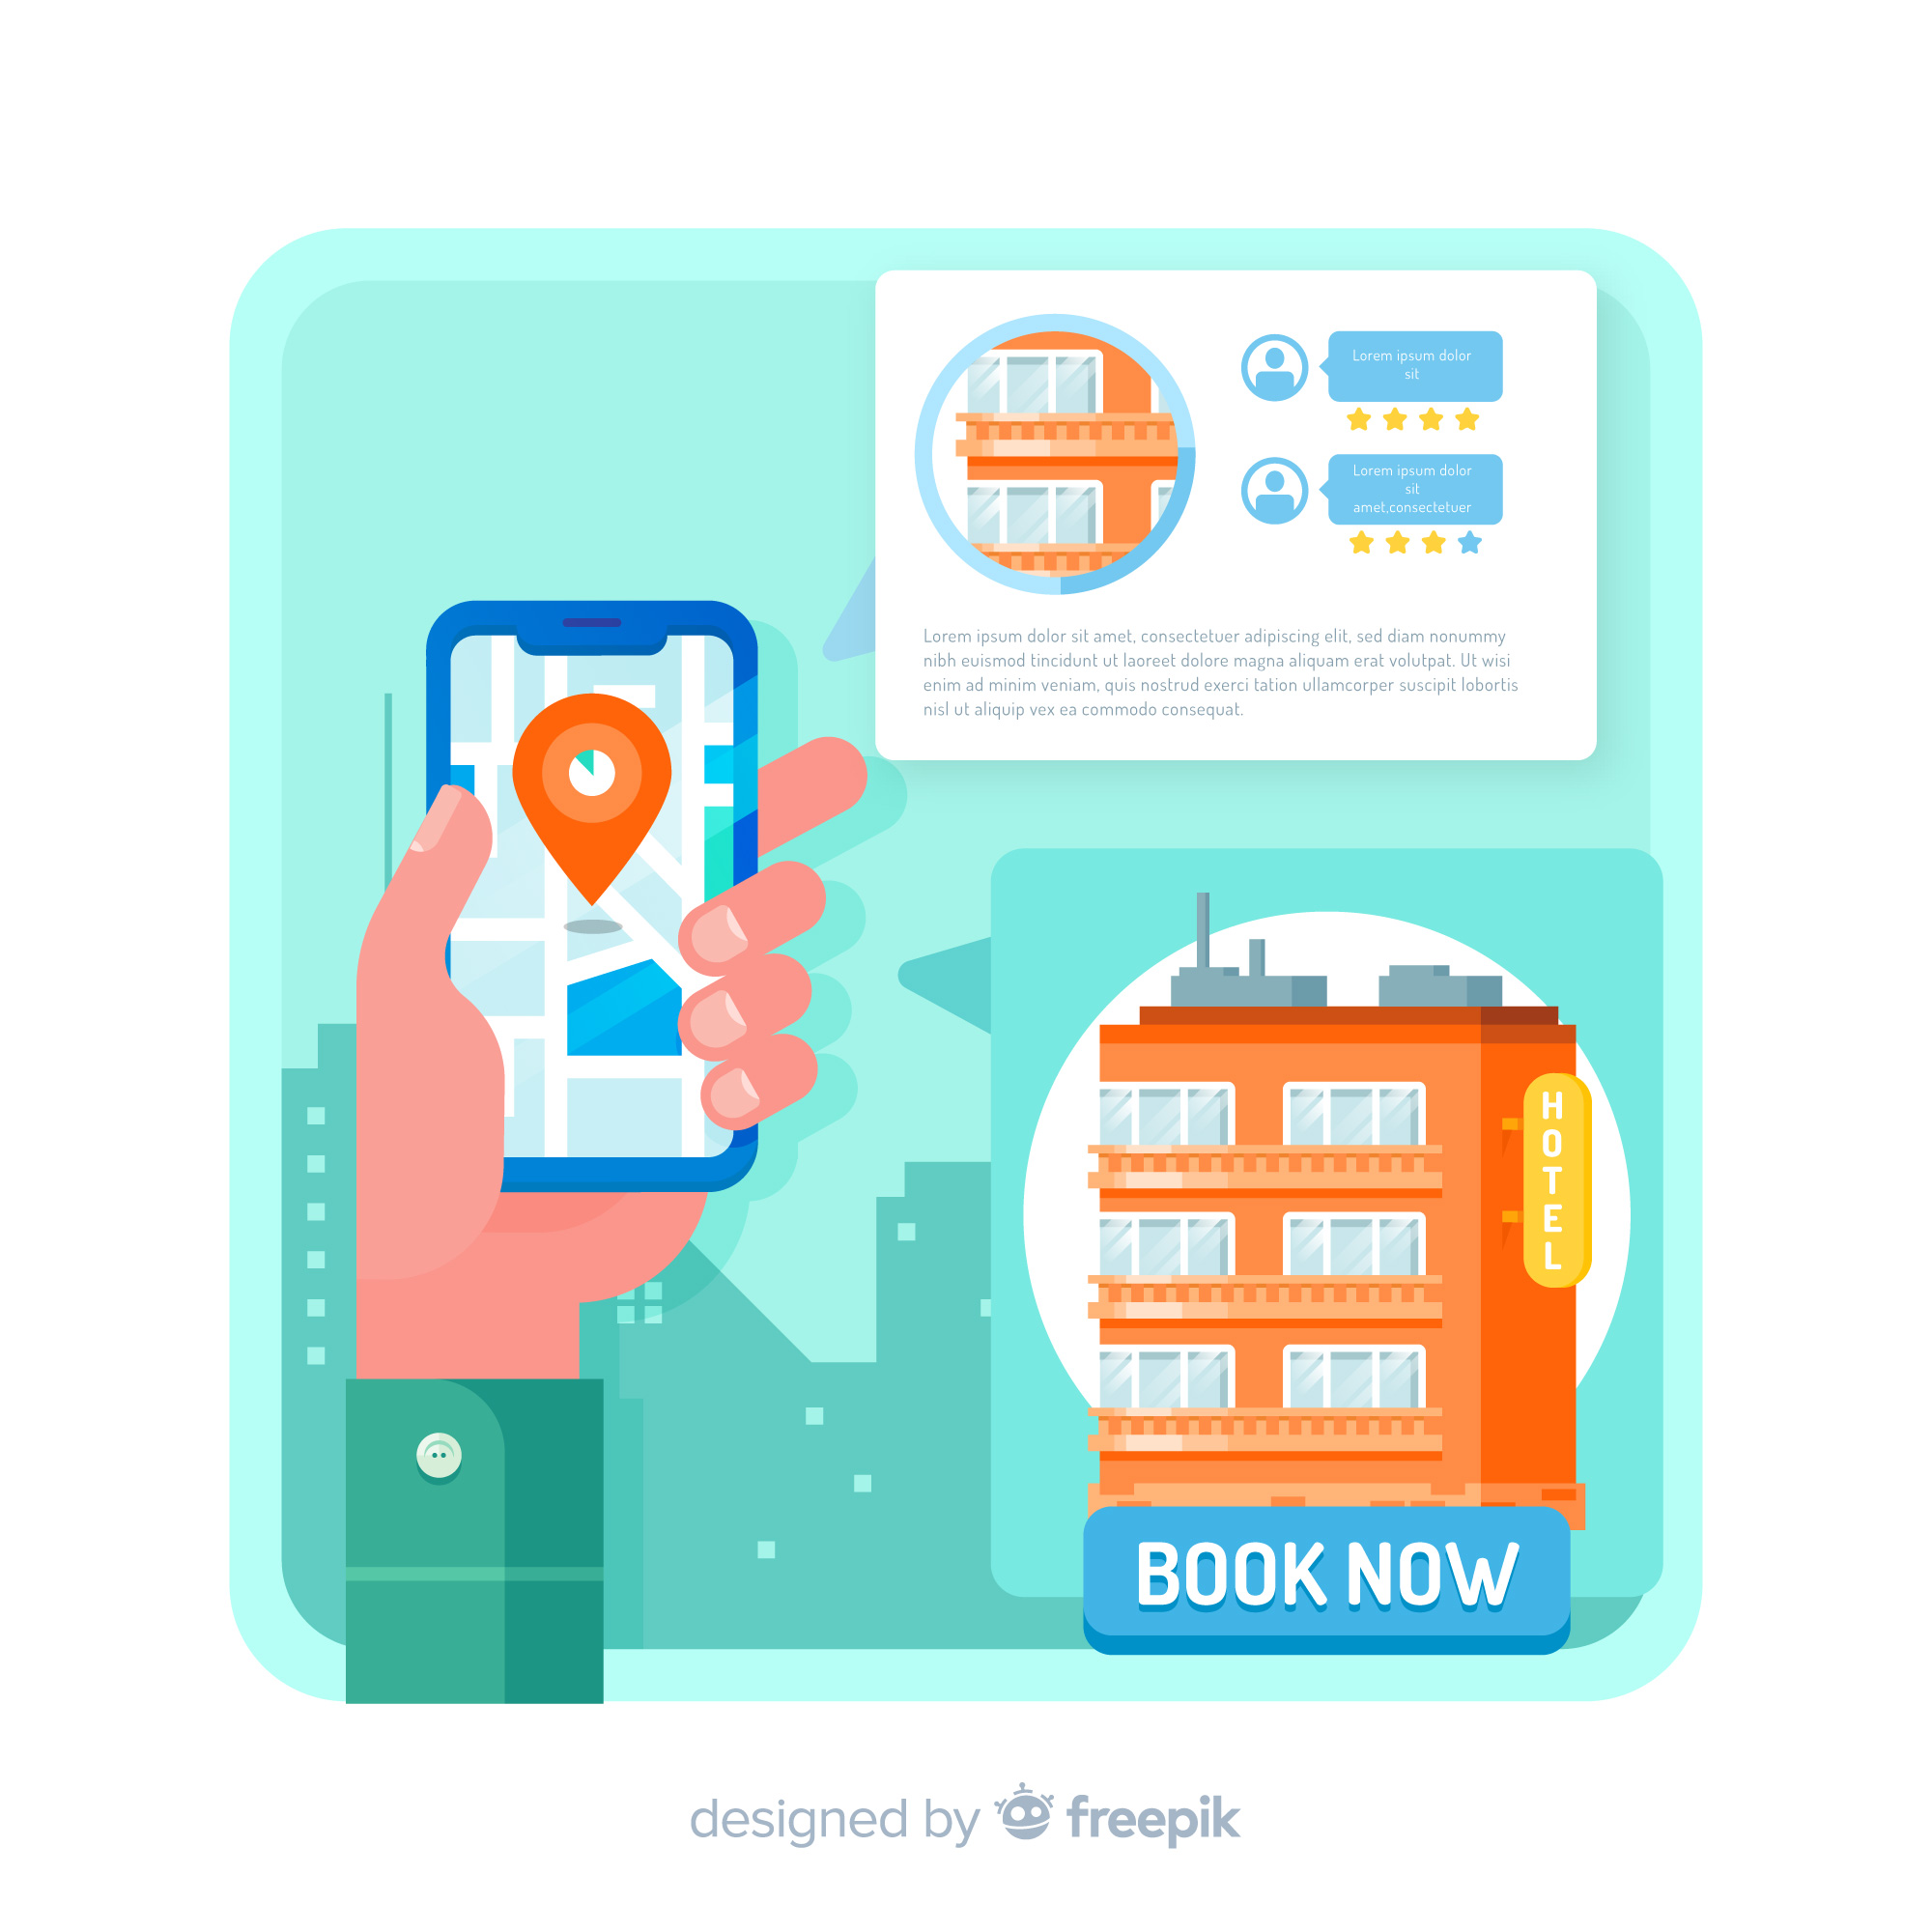 Lorem ipsum dolor
sit
Lorem ipsum dolor
sit
amet,consectetuer
Lorem ipsum dolor sit amet, consectetuer adipiscing elit, sed diam nonummy
nibh euismod tincidunt ut laoreet dolore magna aliquam erat volutpat. Ut wisi
enim ad minim veniam, quis nostrud exerci tation ullamcorper suscipit lobortis
nisl ut aliquip vex ea commodo consequat.
HOTEL
BOOK NOW
designed by freepik